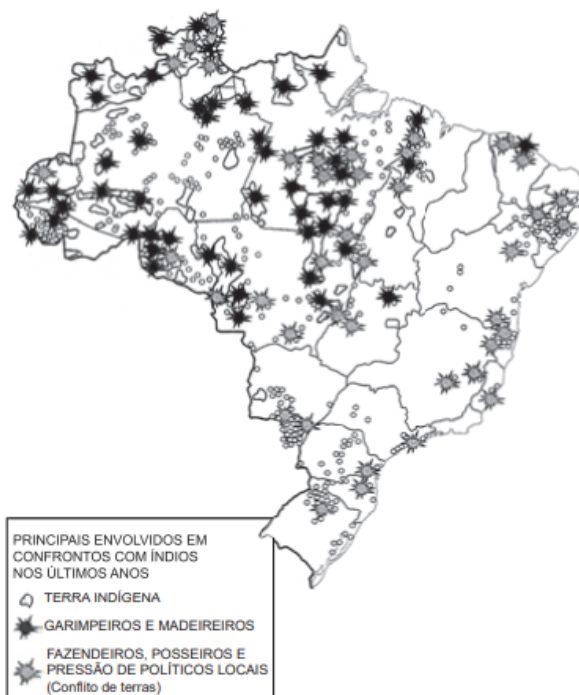 PRINCIPAIS ENVOLVIDOS EM
CONFRONTOS COM ÍNDIOS
NOS ÚLTIMOS ANOS
TERRA INDÍGENA
GARIMPEIROS E MADEIREIROS
FAZENDEIROS, POSSEIROS E
PRESSÃO DE POLÍTICOS LOCAIS
(Conflito de terras)